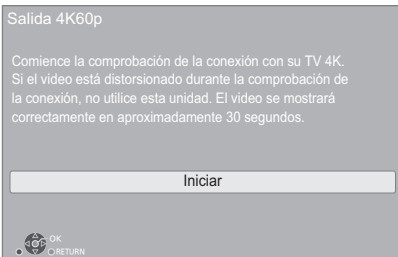 Salida 4K60p
Comience la comprobación de la conexión con su TV 4K.
Si el video está distorsionado durante la comprobación de
la conexión, no utilice esta unidad. El video se mostrará
correctamente en aproximadamente 30 segundos.
Iniciar
OK
RETURN